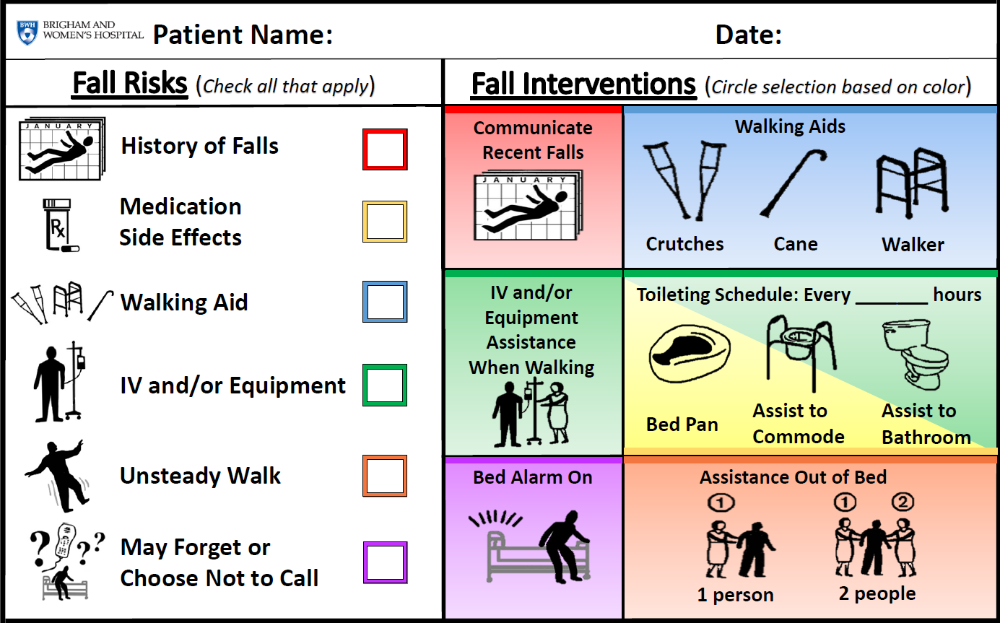 BWH
BRIGHAM AND
WOMEN'S HOSPITAL
Patient Name:
Date:
Fall Risks (Check all that apply)
JANUARY
History of Falls
Rx
Medication
Side Effects
Walking Aid
IV and/or Equipment
Unsteady Walk
? ? ?
May Forget or
Choose Not to Call
Fall Interventions (Circle selection based on color)
Communicate
Recent Falls
JANUARY
Walking Aids
Crutches
Cane
Walker
IV and/or
Equipment
Assistance
When Walking
Toileting Schedule: Every _______ hours
Bed Pan
Assist to
Commode
Assist to
Bathroom
Bed Alarm On
Assistance Out of Bed
1
1 2
1 person
2 people